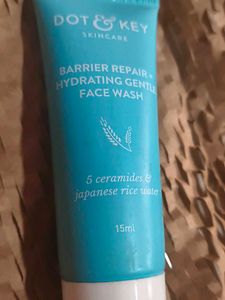 DOT & KEY
SKINCARE
BARRIER REPAIR +
HYDRATING GENTLE
FACE WASH
5 ceramides &
japanese rice water
15ml